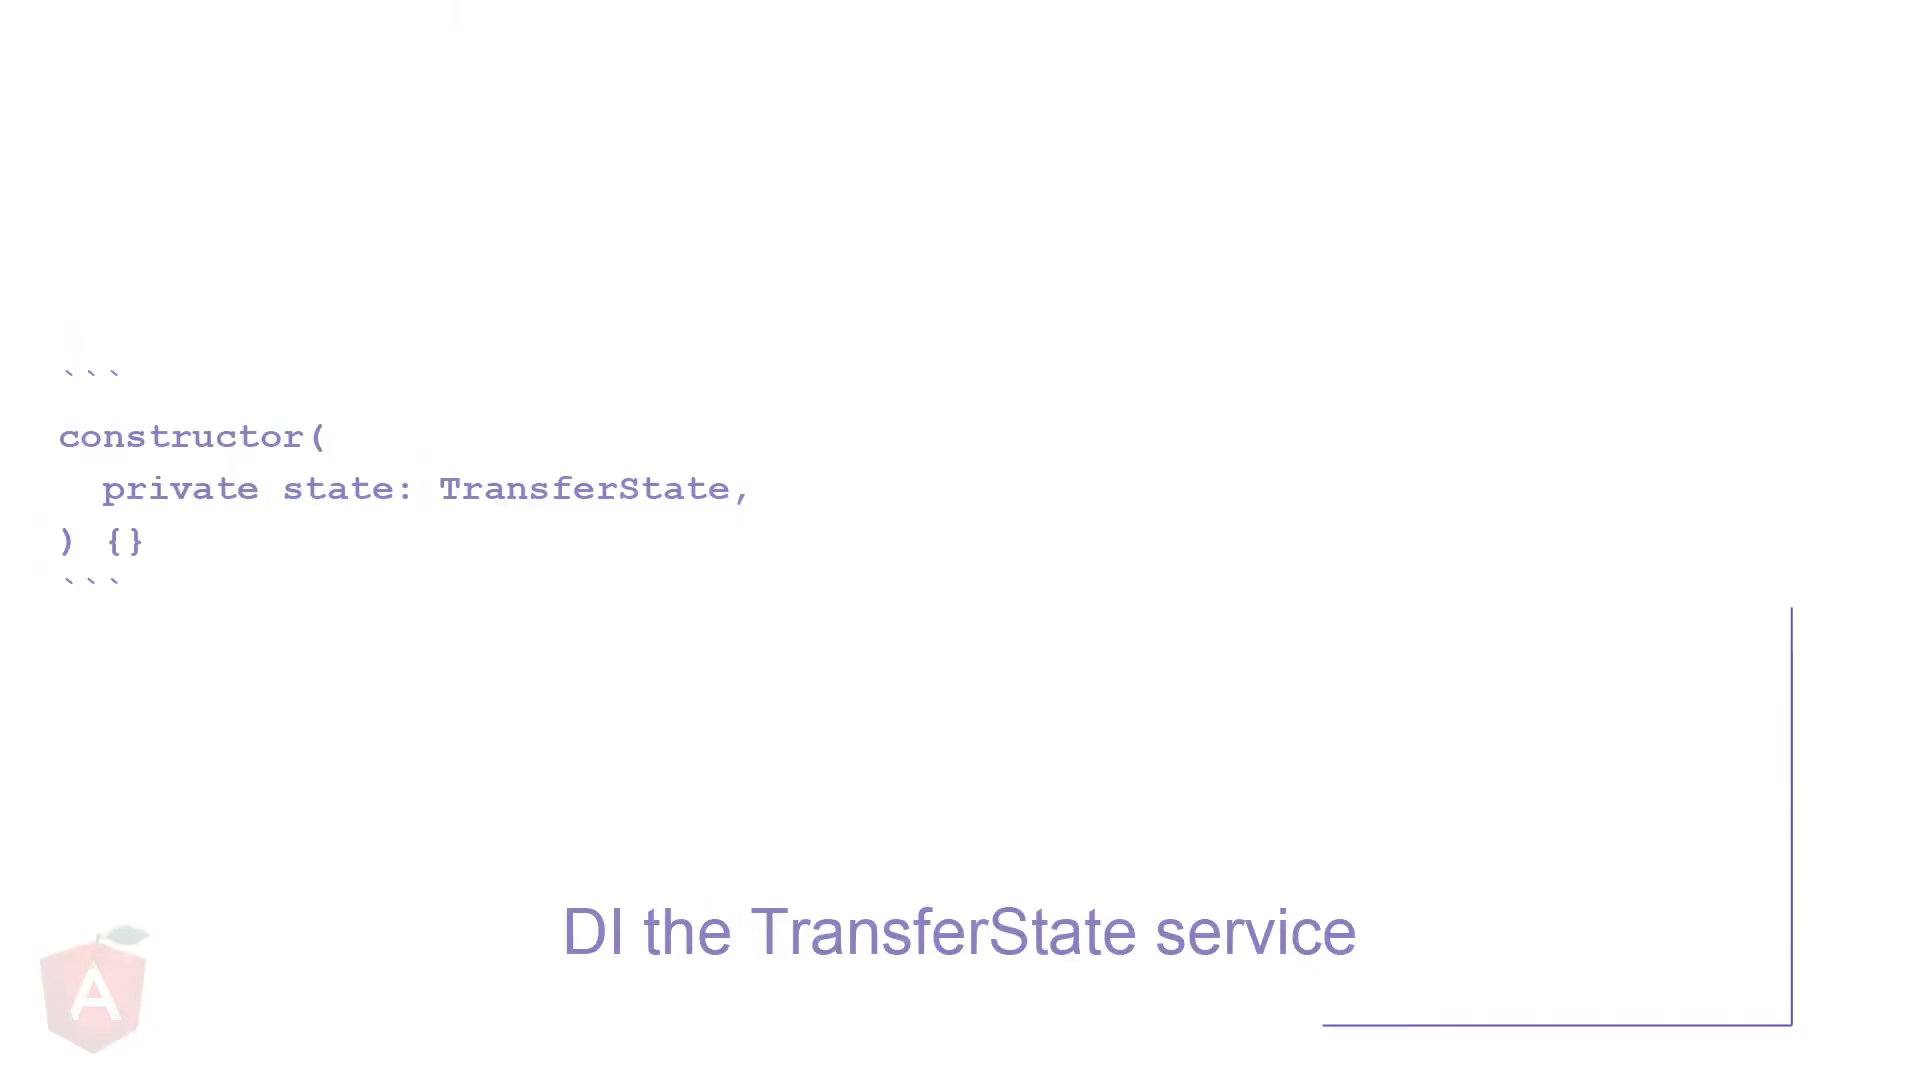 ```
constructor(
  private state: TransferState,
) {}
```
DI the TransferState service
A